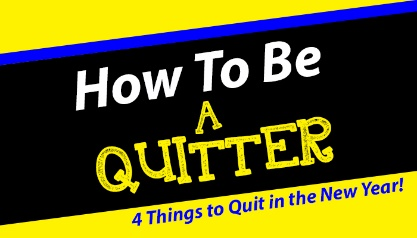 How To Be
A
QUITTER
4 Things to Quit in the New Year!